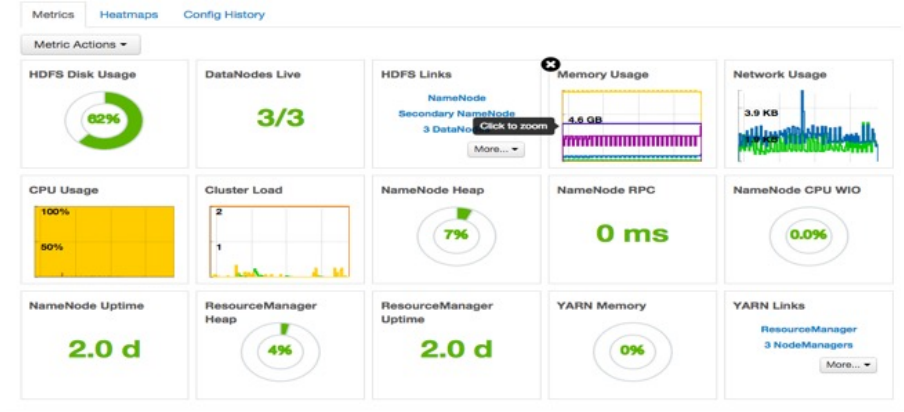 Metrics Heatmaps Config History
Metric Actions
HDFS Disk Usage
62%
DataNodes Live
3/3
HDFS Links
NameNode
Secondary NameNode
3 DataNo
More...
Click to zoom
Memory Usage
4.6 GB
Network Usage
3.9 KB
CPU Usage
100%
50%
Cluster Load
2
1
NameNode Heap
7%
NameNode RPC
0 ms
NameNode CPU WIO
0.0%
NameNode Uptime
2.0 d
ResourceManager
Heap
4%
ResourceManager
Uptime
2.0 d
YARN Memory
0%
YARN Links
ResourceManager
3 NodeManagers
More...